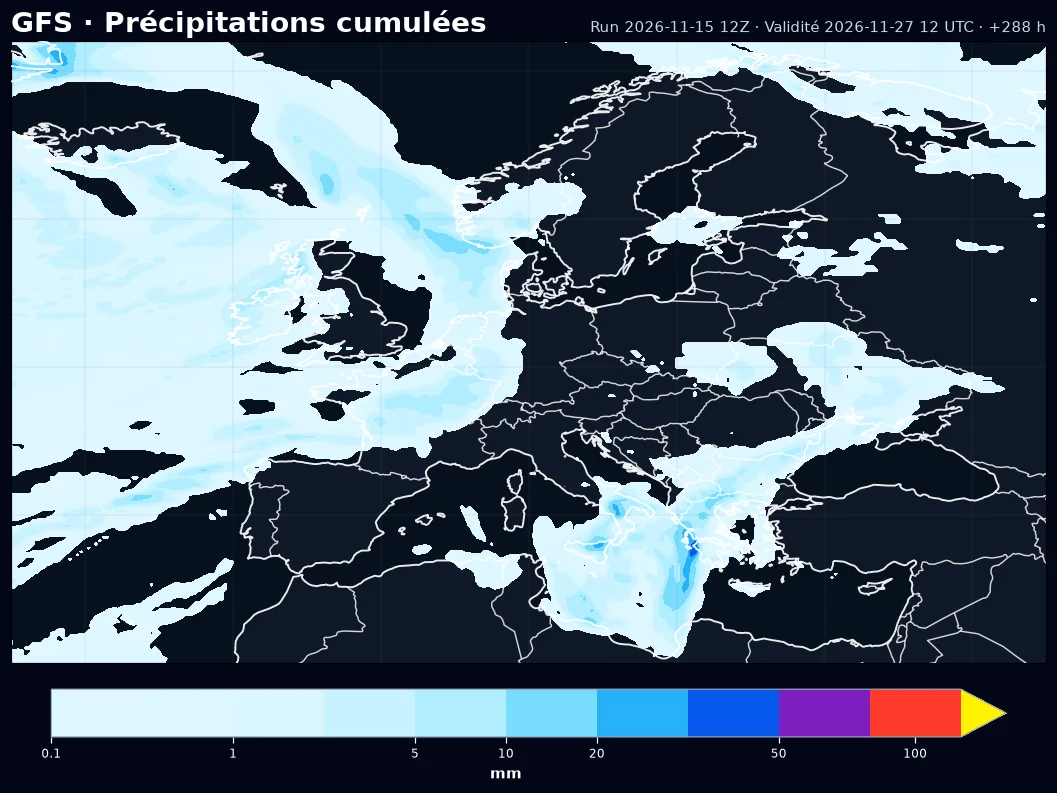 GFS · Précipitations cumulées
Run 2026-11-15 12Z · Validité 2026-11-27 12 UTC · +288 h
0.1 1 5 10 20 50 100
mm